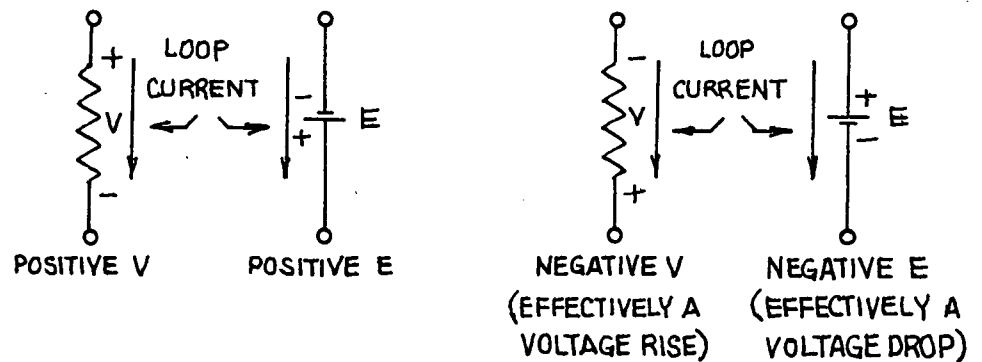 +
LOOP
CURRENT
V
-
-
+
E
POSITIVE V
POSITIVE E
-
LOOP
CURRENT
V
+
+
-
E
NEGATIVE V
(EFFECTIVELY A
VOLTAGE RISE)
NEGATIVE E
(EFFECTIVELY A
VOLTAGE DROP)